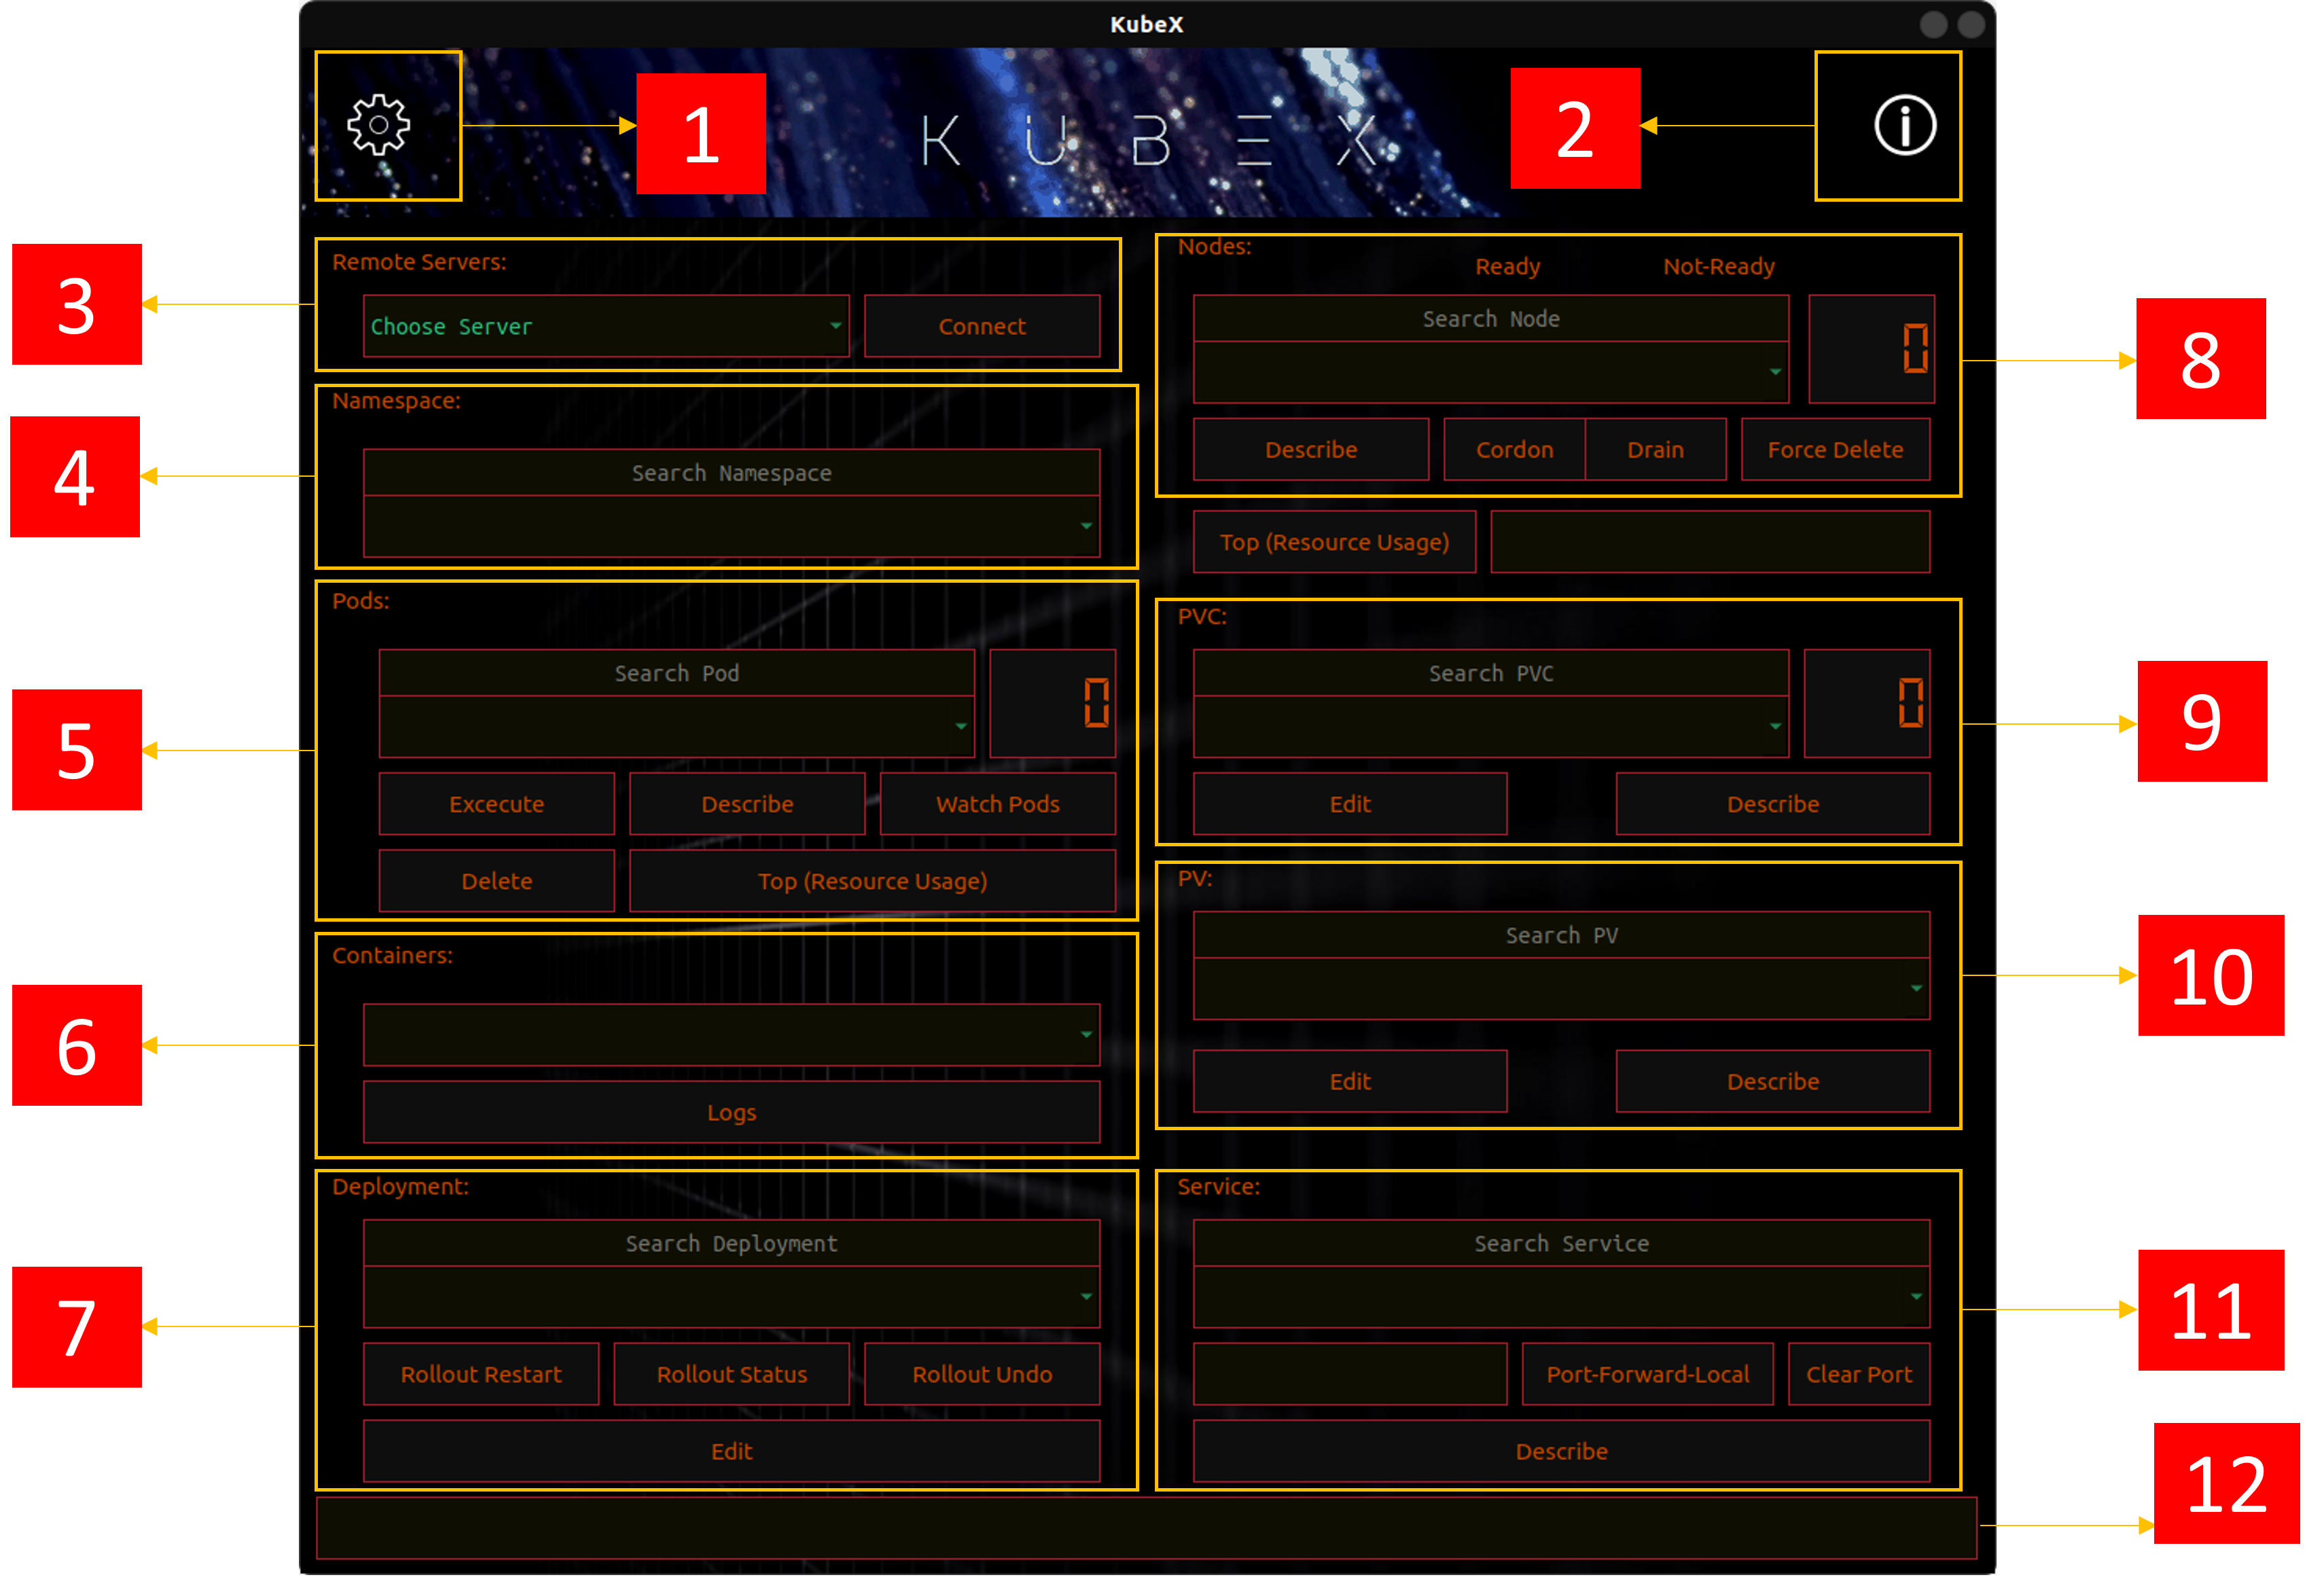 KubeX
1
K U B E X
2
3
Remote Servers:
Choose Server
Connect
4
Namespace:
Search Namespace
5
Pods:
Search Pod
0
Excecute
Describe
Watch Pods
Delete
Top (Resource Usage)
6
Containers:
Logs
7
Deployment:
Search Deployment
Rollout Restart
Rollout Status
Rollout Undo
Edit
Nodes:
Ready
Not-Ready
Search Node
0
8
Describe
Cordon
Drain
Force Delete
Top (Resource Usage)
PVC:
Search PVC
0
9
Edit
Describe
PV:
Search PV
10
Edit
Describe
Service:
Search Service
11
Port-Forward-Local
Clear Port
Describe
12